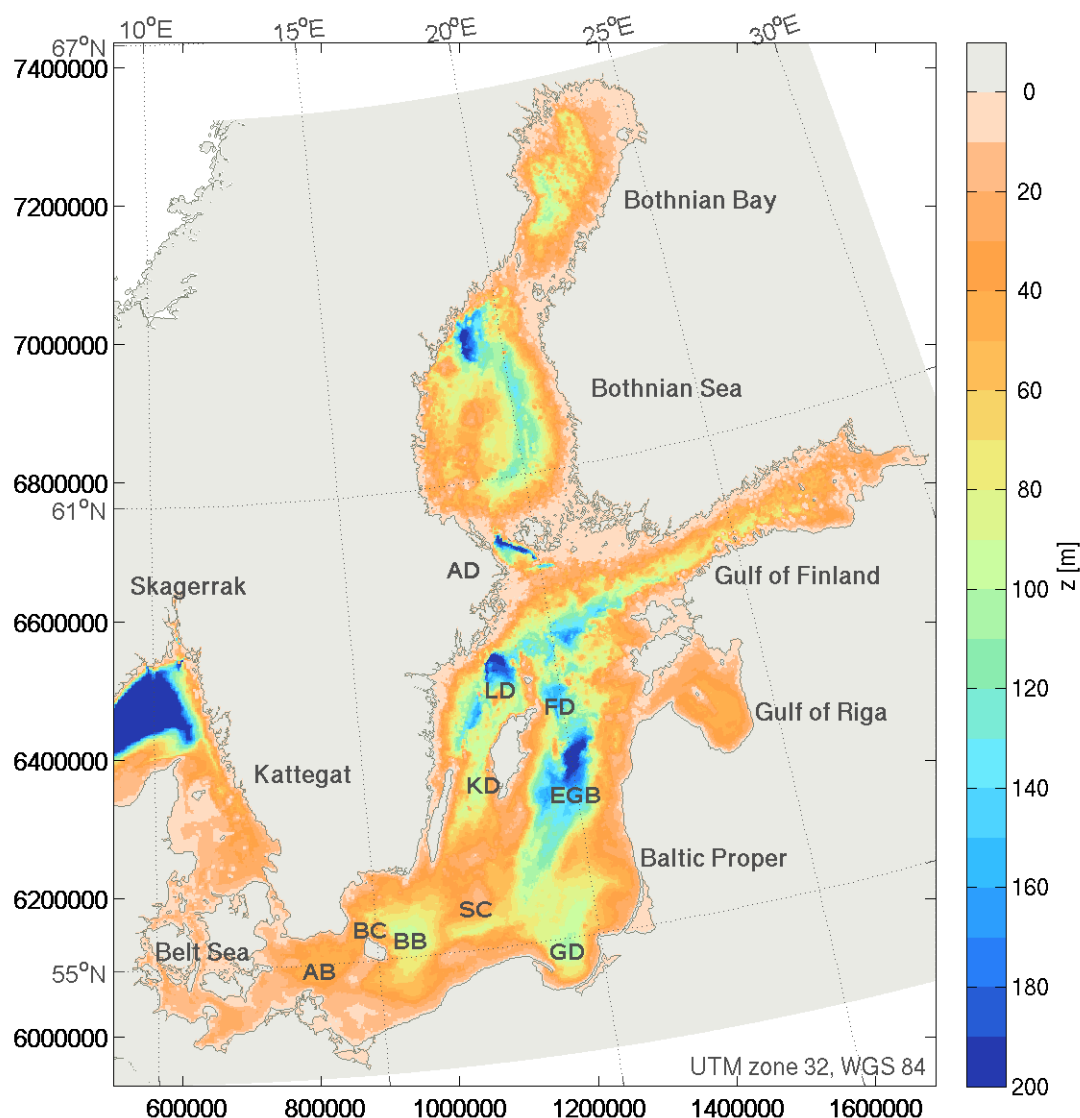 10°E
15°E
20°E
25°E
30°E
67°N
7400000
0
20
Bothnian Bay
7200000
40
7000000
Bothnian Sea
60
6800000
61°N
80
AD
Gulf of Finland
z [m]
100
Skagerrak
6600000
LD
FD
Gulf of Riga
120
Kattegat
6400000
KD
EGB
140
Baltic Proper
160
6200000
SC
BC
BB
Belt Sea
AB
GD
55°N
180
6000000
UTM zone 32, WGS 84
200
600000
800000
1000000
1200000
1400000
1600000